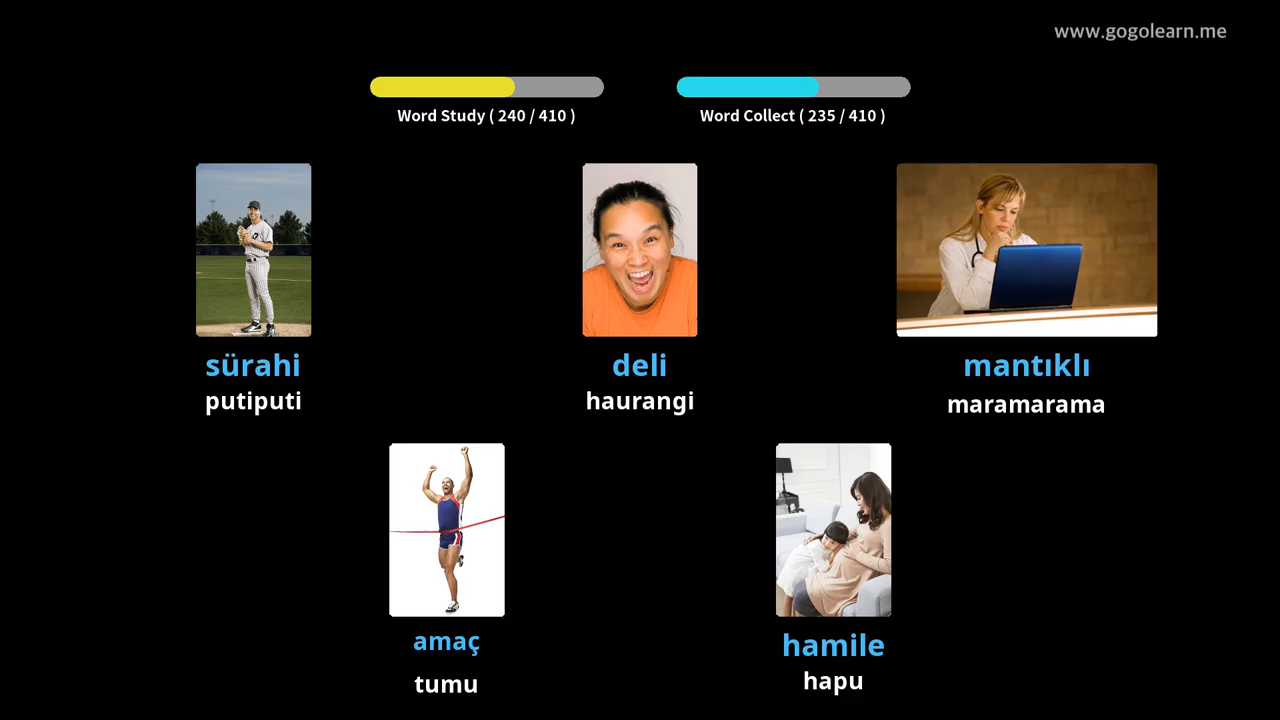 www.gogolearn.me
Word Study ( 240 / 410 )
Word Collect ( 235 / 410 )
sürahi
putiputi
deli
haurangi
mantıklı
maramarama
amaç
tumu
hamile
hapu